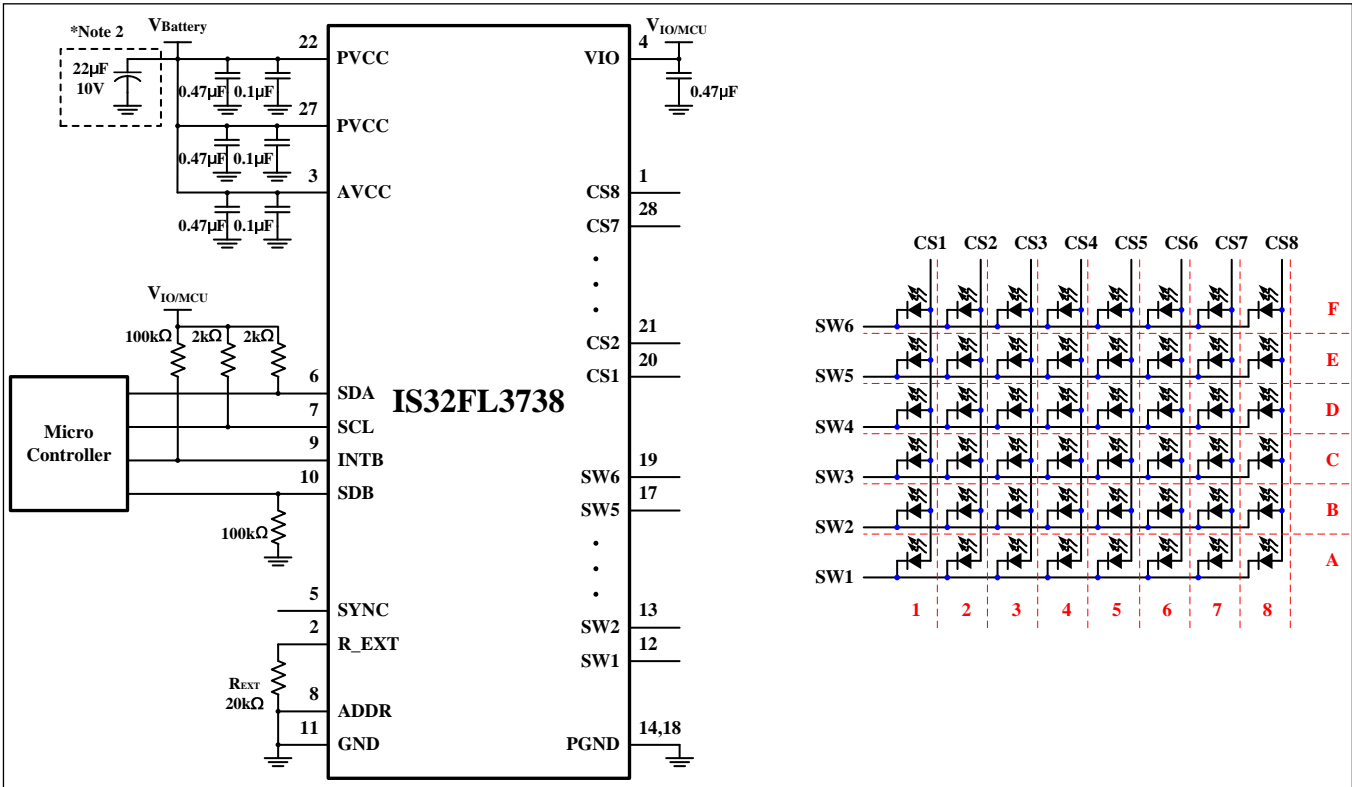 *Note 2
VBattery
22µF
10V
0.47µF 0.1µF
0.47µF 0.1µF
0.47µF 0.1µF
22 PVCC
27 PVCC
3 AVCC
VIO/MCU
100kΩ 2kΩ 2kΩ
Micro
Controller
6 SDA
7 SCL
9 INTB
10 SDB
100kΩ
5 SYNC
2 R_EXT
REXT
20kΩ
8 ADDR
11 GND
IS32FL3738
VIO/MCU
VIO 4
0.47µF
CS8 1
CS7 28
CS2 21
CS1 20
SW6 19
SW5 17
SW2 13
SW1 12
PGND 14,18
CS1 CS2 CS3 CS4 CS5 CS6 CS7 CS8
SW6 F
SW5 E
SW4 D
SW3 C
SW2 B
SW1 A
1 2 3 4 5 6 7 8